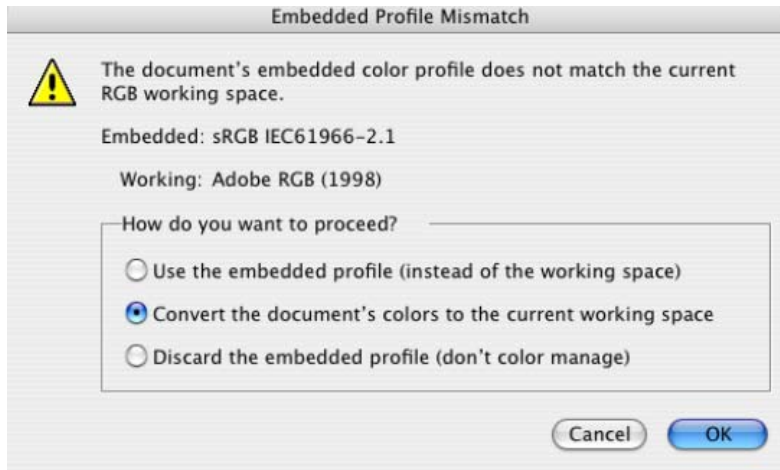 Embedded Profile Mismatch
The document's embedded color profile does not match the current
RGB working space.
Embedded: sRGB IEC61966-2.1
Working: Adobe RGB (1998)
How do you want to proceed?
Use the embedded profile (instead of the working space)
Convert the document's colors to the current working space
Discard the embedded profile (don't color manage)
Cancel OK